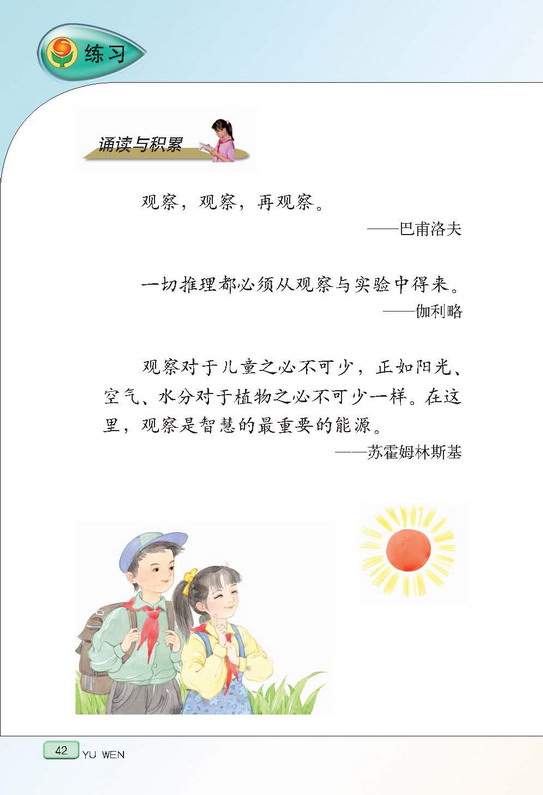 练习
诵读与积累
观察，观察，再观察。
——巴甫洛夫
一切推理都必须从观察与实验中得来。
——伽利略
观察对于儿童之必不可少，正如阳光、
空气、水分对于植物之必不可少一样。在这
里，观察是智慧的最重要的能源。
——苏霍姆林斯基
42
YU WEN